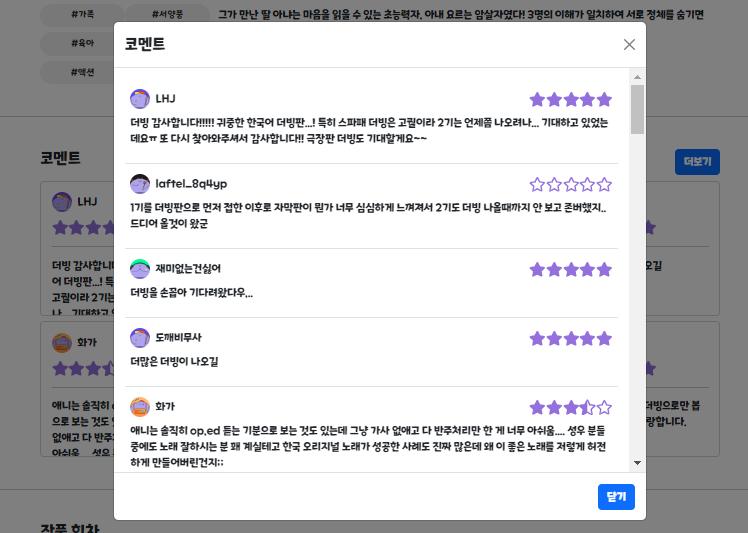 #가족
#서양풍
그가 만난 딸 아냐는 마음을 읽을 수 있는 초능력자, 아내 요르는 암살자였다! 3명의 이해가 일치하여 서로 정체를 숨기면
#육아
#액션
코멘트
더보기
LHJ
더빙 감사합니
어 더빙판...! 특
고퀄이라 2기는
나... 기대하고 있
길
화가
애니는 솔직히 o
으로 보는 것도 있
없애고 다 반주처
아쉬움.... 성우 분
더빙으로만 봅
랑합니다.
작품 회차
코멘트
LHJ
더빙 감사합니다!!!!! 귀중한 한국어 더빙판...! 특히 스파패 더빙은 고퀄이라 2기는 언제쯤 나오려나... 기대하고 있었는
데요ㅠ 또 다시 찾아와주셔서 감사합니다!! 극장판 더빙도 기대할게요~~
laftel_8q4yp
1기를 더빙판으로 먼저 접한 이후로 자막판이 뭔가 너무 심심하게 느껴져서 2기도 더빙 나올때까지 안 보고 존버했지..
드디어 올것이 왔군
재미없는건싫어
더빙을 손꼽아 기다려왔다우,,,
도깨비무사
더많은 더빙이 나오길
화가
애니는 솔직히 op,ed 듣는 기분으로 보는 것도 있는데 그냥 가사 없애고 다 반주처리만 한 게 너무 아쉬움.... 성우 분들
중에도 노래 잘하시는 분 꽤 계실테고 한국 오리지널 노래가 성공한 사례도 진짜 많은데 왜 이 좋은 노래를 저렇게 허전
하게 만들어버린건지;;
닫기